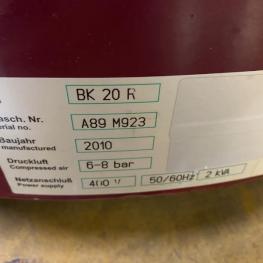 BK 20 R
asch. Nr. A89 M923
rial no.
Baujahr 2010
manufactured
Druckluft 6-8 bar
Compressed air
Netzanschluß 400 V 50/60Hz 2 kVA
Power supply